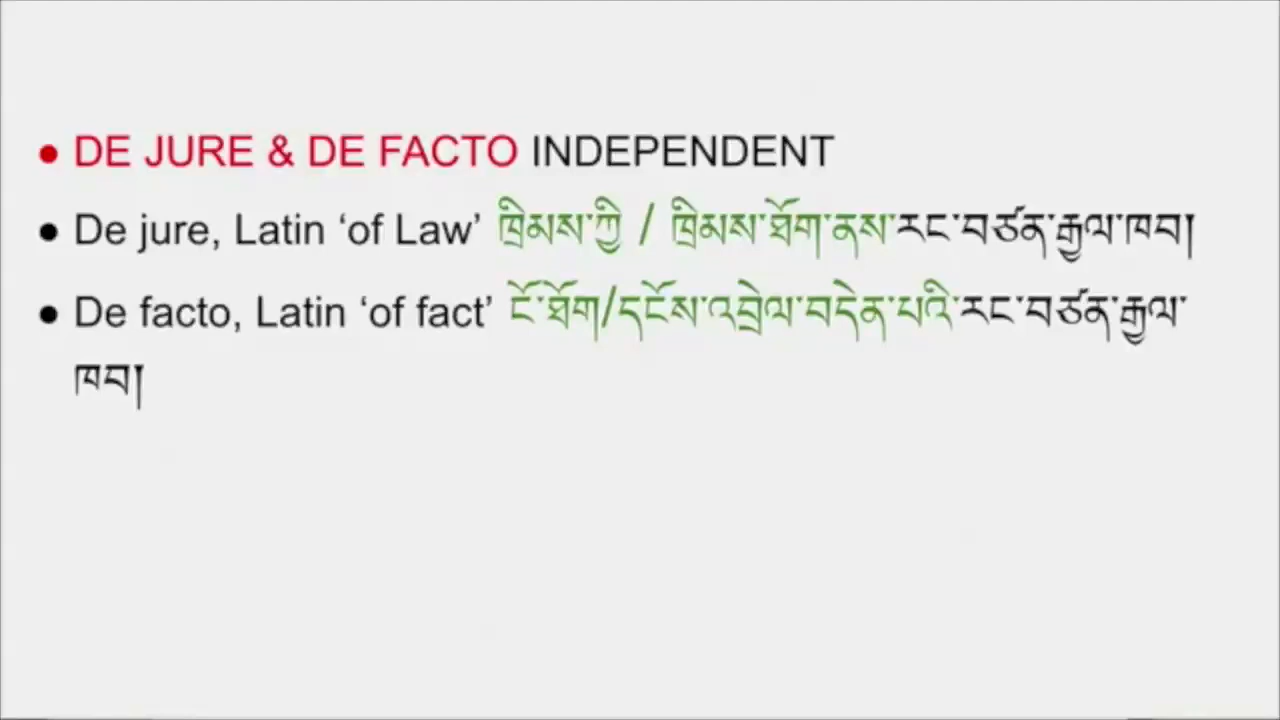 ● DE JURE & DE FACTO INDEPENDENT
● De jure, Latin ‘of Law’ ཁྲིམས་ཀྱི / ཁྲིམས་ཐོག་ནས་རང་བཙན་རྒྱལ་ཁབ།
● De facto, Latin ‘of fact’ ངོ་ཐོག/དངོས་འབྲེལ་བདེན་པའི་རང་བཙན་རྒྱལ་
ཁབ།